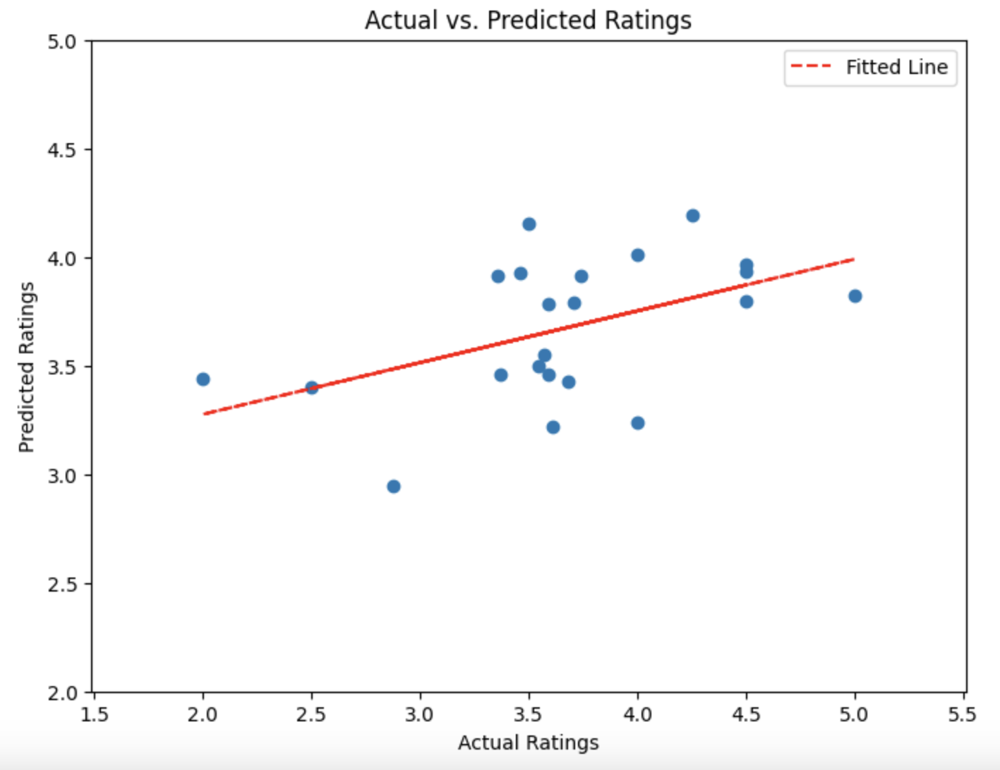 Actual vs. Predicted Ratings
Fitted Line
5.0
4.5
4.0
3.5
3.0
2.5
2.0
Predicted Ratings
1.5 2.0 2.5 3.0 3.5 4.0 4.5 5.0 5.5
Actual Ratings